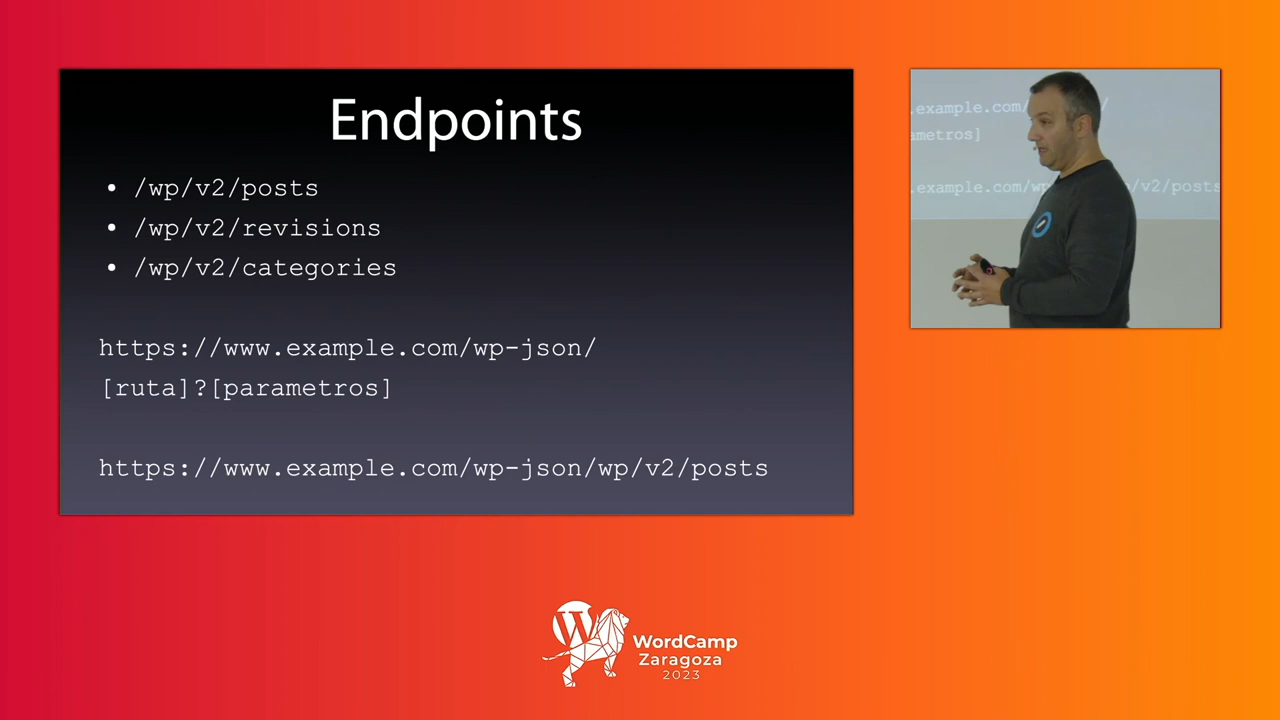 Endpoints
• /wp/v2/posts
• /wp/v2/revisions
• /wp/v2/categories
https://www.example.com/wp-json/
[ruta]?[parametros]
https://www.example.com/wp-json/wp/v2/posts
.example.com/ /
ametros]
.example.com/wp /v2/posts
WordCamp
Zaragoza
2023